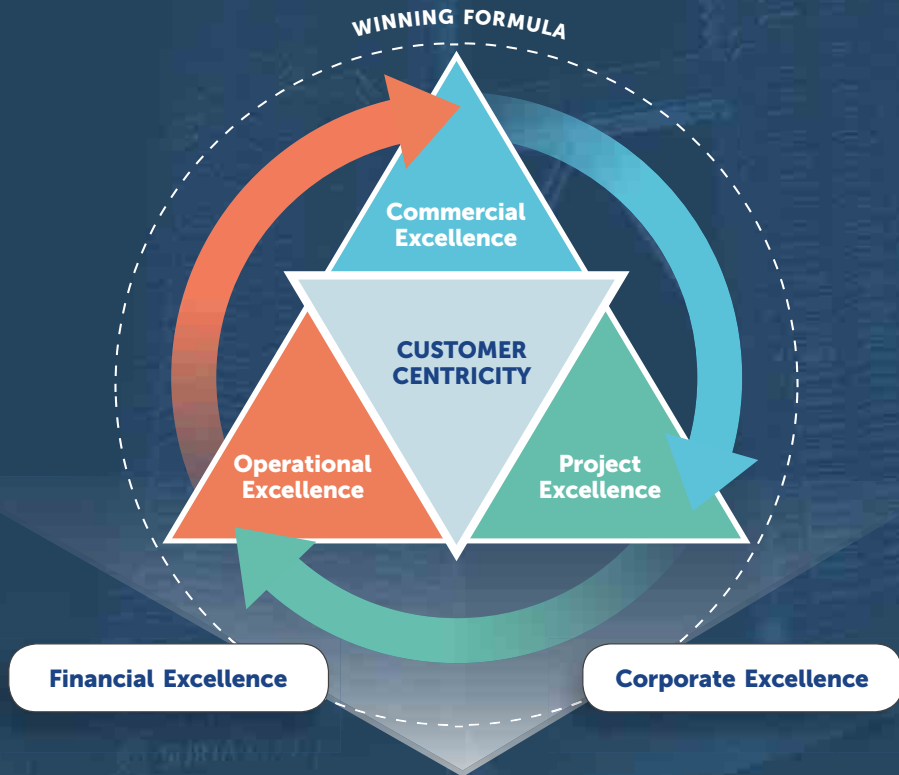 WINNING FORMULA
Commercial
Excellence
CUSTOMER
CENTRICITY
Operational
Excellence
Project
Excellence
Financial Excellence
Corporate Excellence